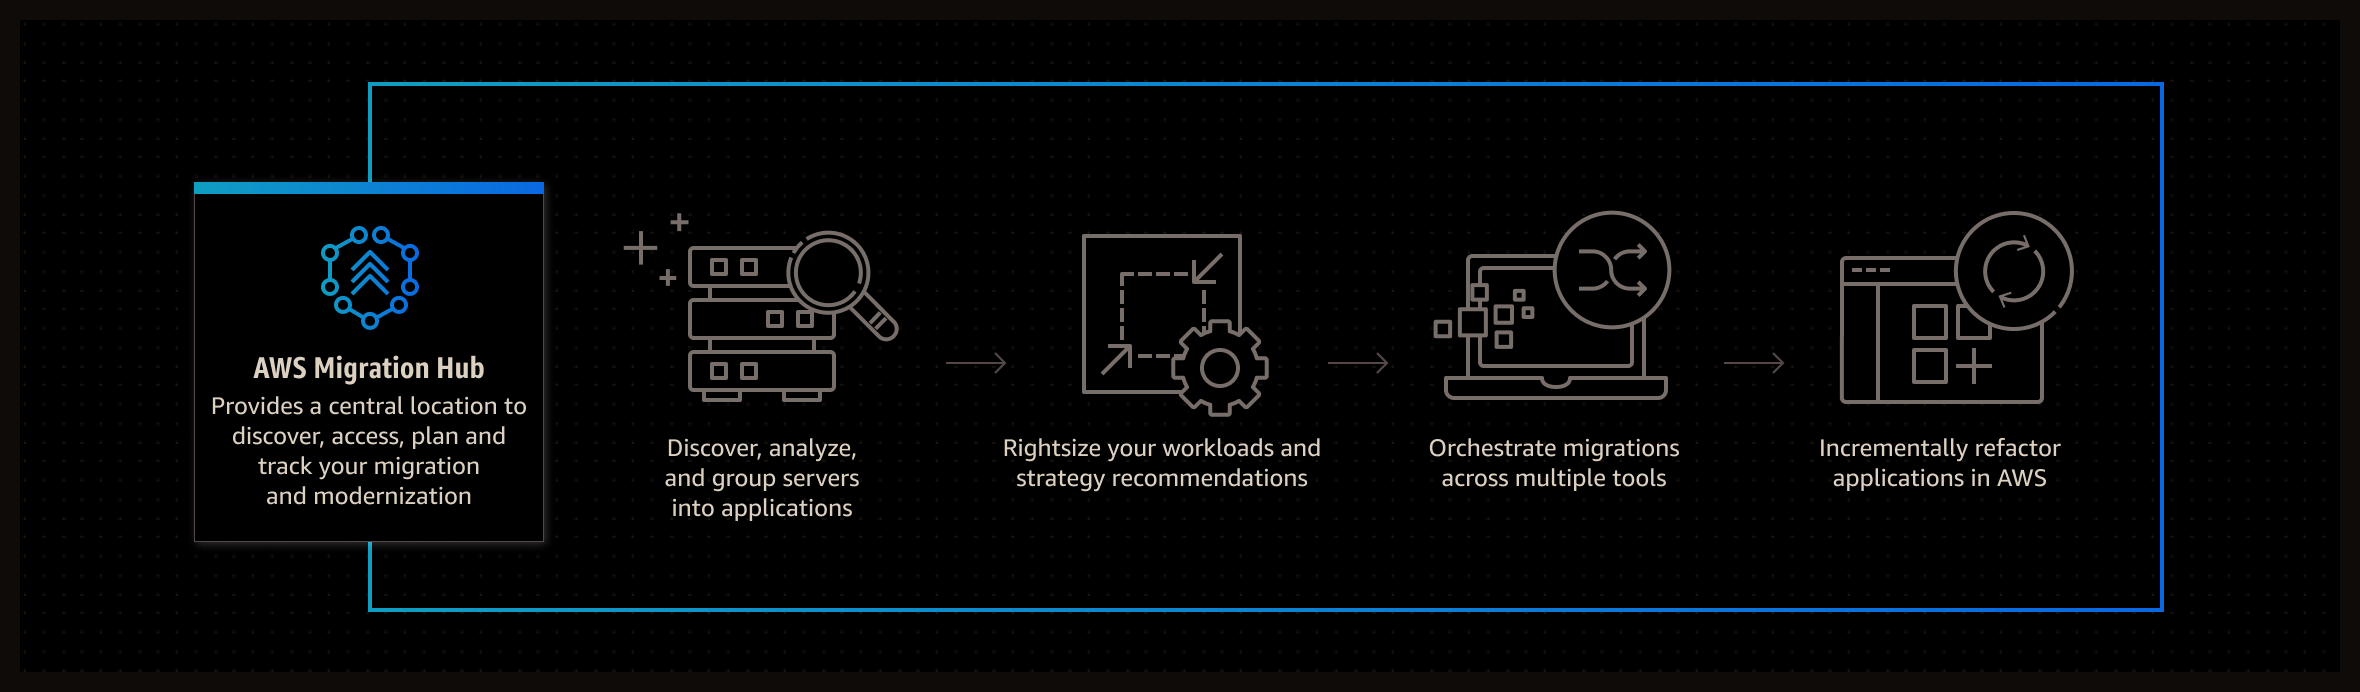 AWS Migration Hub
Provides a central location to
discover, access, plan and
track your migration
and modernization
Discover, analyze,
and group servers
into applications
Rightsize your workloads and
strategy recommendations
Orchestrate migrations
across multiple tools
Incrementally refactor
applications in AWS